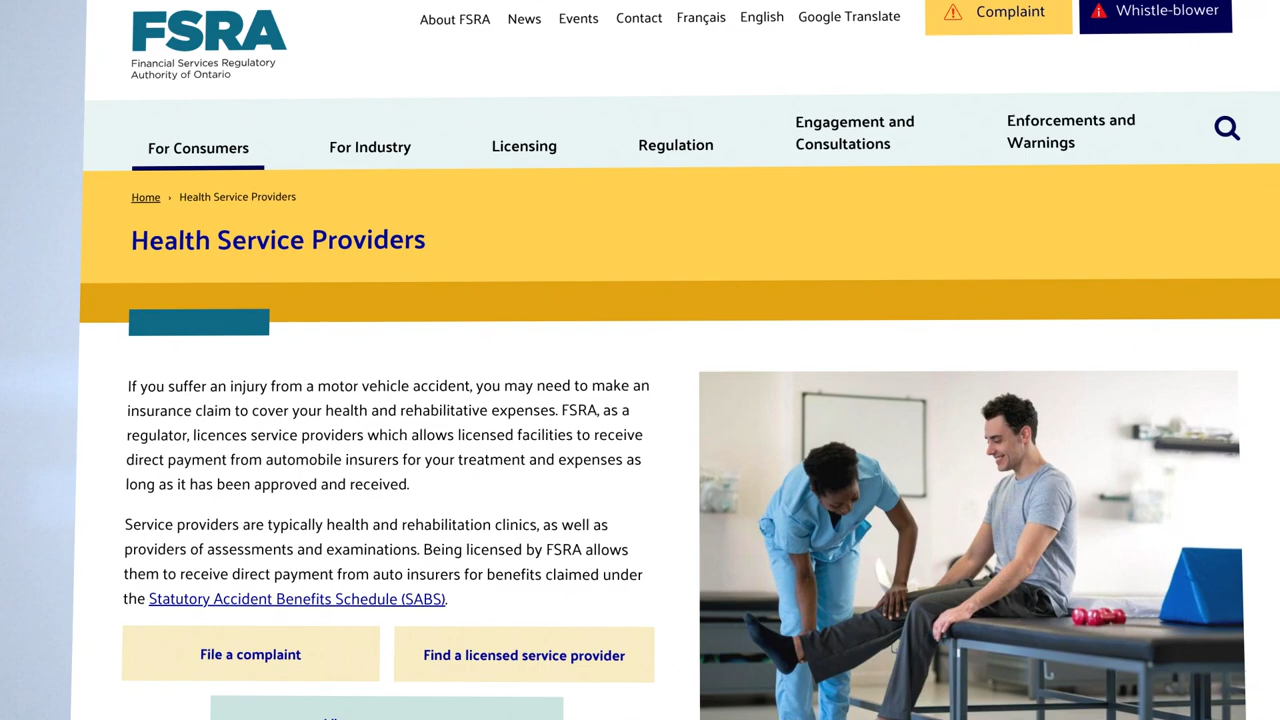 FSRA
Financial Services Regulatory
Authority of Ontario
About FSRA
News
Events
Contact
Français
English
Google Translate
Complaint
Whistle-blower
For Consumers
For Industry
Licensing
Regulation
Engagement and
Consultations
Enforcements and
Warnings
Home › Health Service Providers
Health Service Providers
If you suffer an injury from a motor vehicle accident, you may need to make an
insurance claim to cover your health and rehabilitative expenses. FSRA, as a
regulator, licences service providers which allows licensed facilities to receive
direct payment from automobile insurers for your treatment and expenses as
long as it has been approved and received.
Service providers are typically health and rehabilitation clinics, as well as
providers of assessments and examinations. Being licensed by FSRA allows
them to receive direct payment from auto insurers for benefits claimed under
the Statutory Accident Benefits Schedule (SABS).
File a complaint
Find a licensed service provider